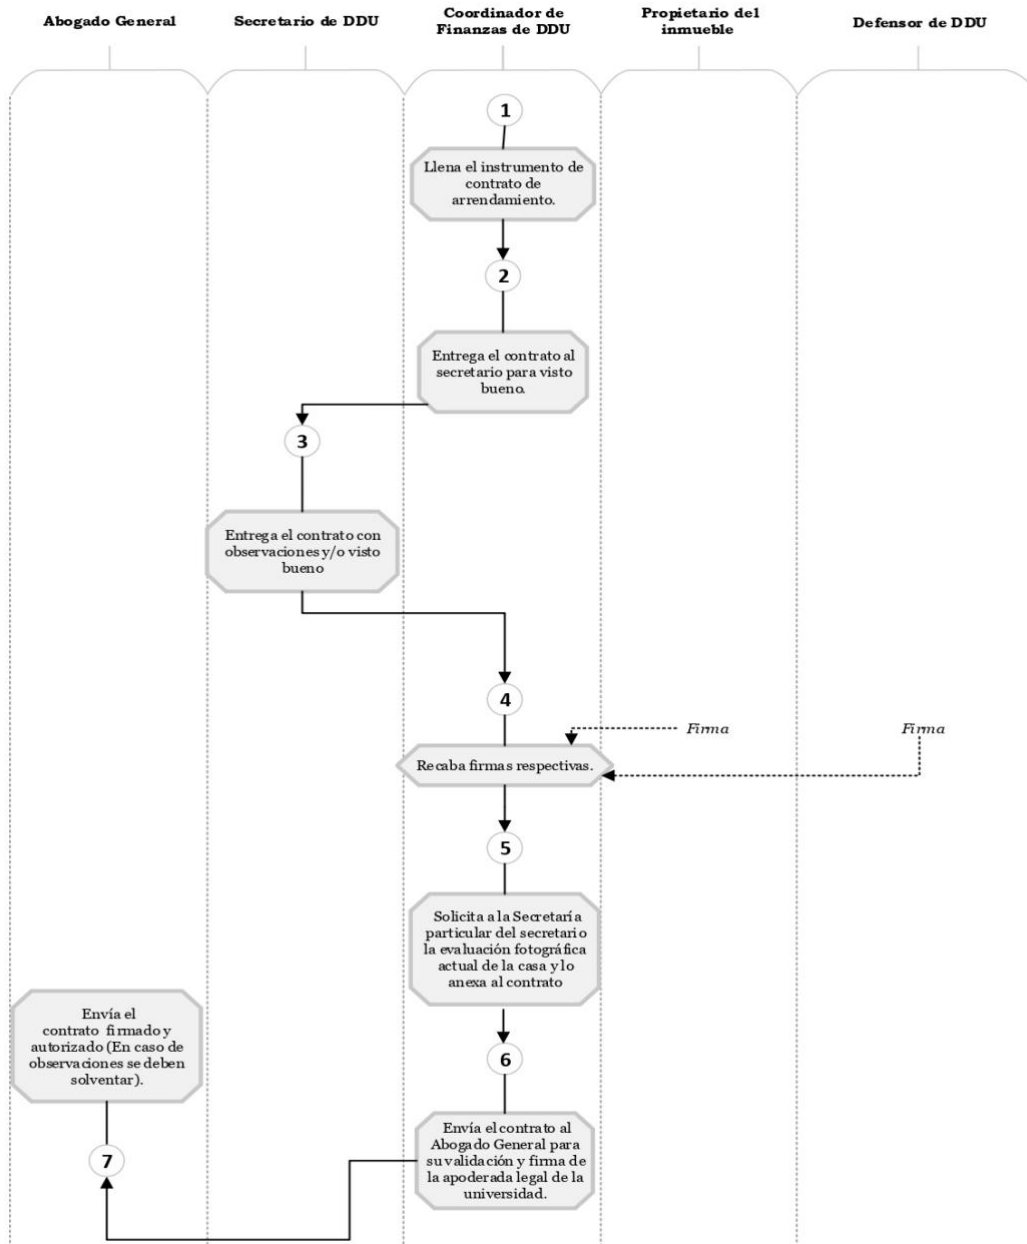 Abogado General
Secretario de DDU
Coordinador de
Finanzas de DDU
Propietario del
inmueble
Defensor de DDU
1
Llena el instrumento de
contrato de
arrendamiento.
2
Entrega el contrato al
secretario para visto
bueno.
3
Entrega el contrato con
observaciones y/o visto
bueno
4
Firma
Firma
Recaba firmas respectivas.
5
Solicita a la Secretaría
particular del secretario
la evaluación fotográfica
actual de la casa y lo
anexa al contrato
6
Envía el contrato al
Abogado General para
su validación y firma de
la apoderada legal de la
universidad.
7
Envía el
contrato firmado y
autorizado (En caso de
observaciones se deben
solventar).